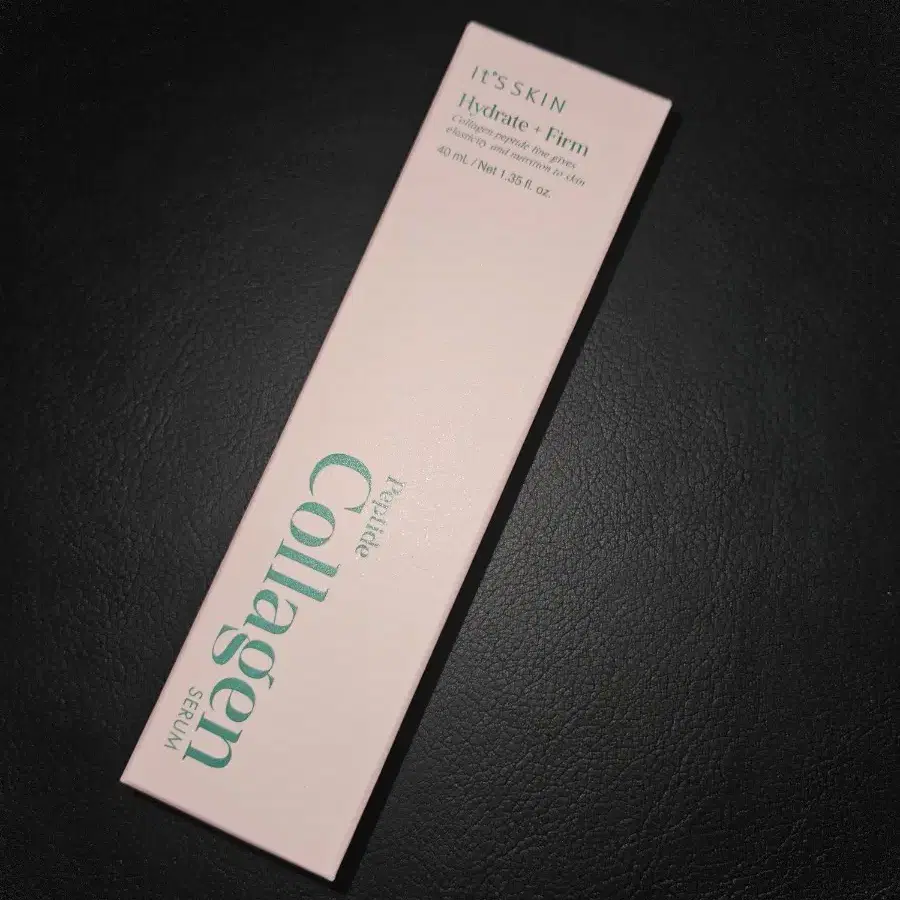 It'S SKIN
Hydrate + Firm
Collagen peptide line gives
elasticity and nutrition to skin
40 mL / Net 1.35 fl. oz.
Peptide
Collagen
SERUM